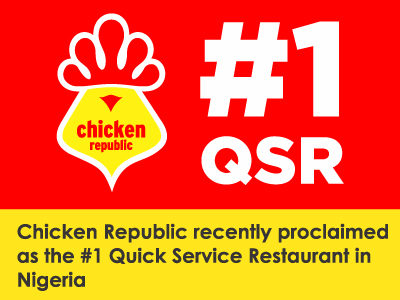 #1
chicken
republic
QSR
Chicken Republic recently proclaimed
as the #1 Quick Service Restaurant in
Nigeria